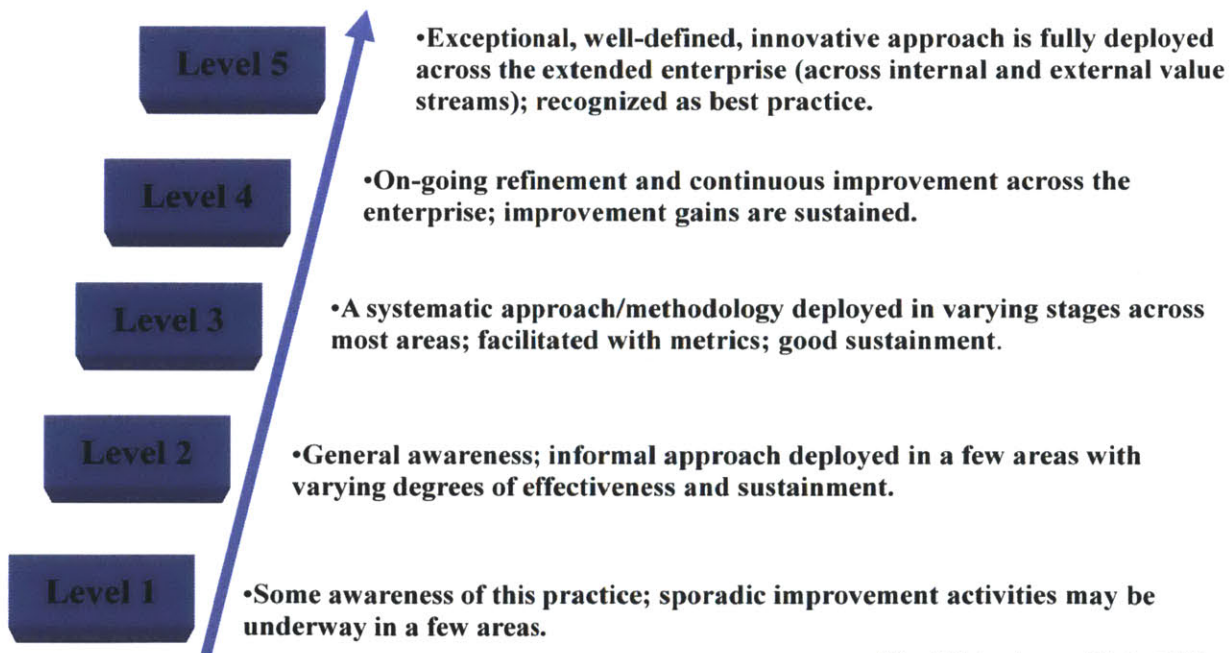 Level 5
•Exceptional, well-defined, innovative approach is fully deployed
across the extended enterprise (across internal and external value
streams); recognized as best practice.
Level 4
•On-going refinement and continuous improvement across the
enterprise; improvement gains are sustained.
Level 3
•A systematic approach/methodology deployed in varying stages across
most areas; facilitated with metrics; good sustainment.
Level 2
•General awareness; informal approach deployed in a few areas with
varying degrees of effectiveness and sustainment.
Level 1
•Some awareness of this practice; sporadic improvement activities may be
underway in a few areas.